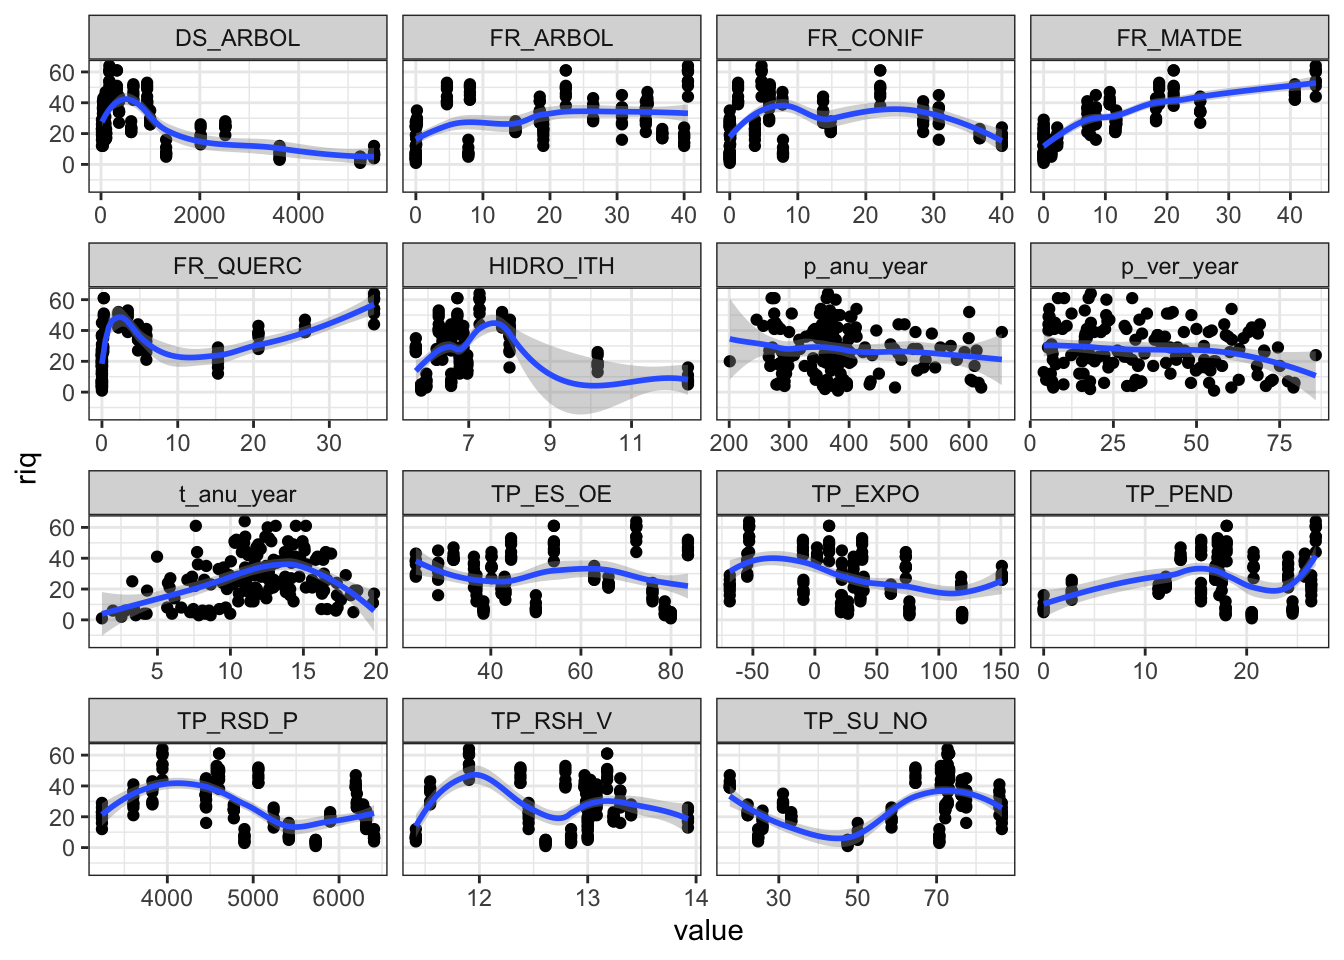 DS_ARBOL FR_ARBOL FR_CONIF FR_MATDE
60
40
20
0
0 2000 4000 0 10 20 30 40 0 10 20 30 40 0 10 20 30 40
FR_QUERC HIDRO_ITH p_anu_year p_ver_year
60
40
20
0
0 10 20 30 7 9 11 200 300 400 500 600 0 25 50 75
riq
t_anu_year TP_ES_OE TP_EXPO TP_PEND
60
40
20
0
5 10 15 20 40 60 80 -50 0 50 100 150 0 10 20
TP_RSD_P TP_RSH_V TP_SU_NO
60
40
20
0
4000 5000 6000 12 13 14 30 50 70
value